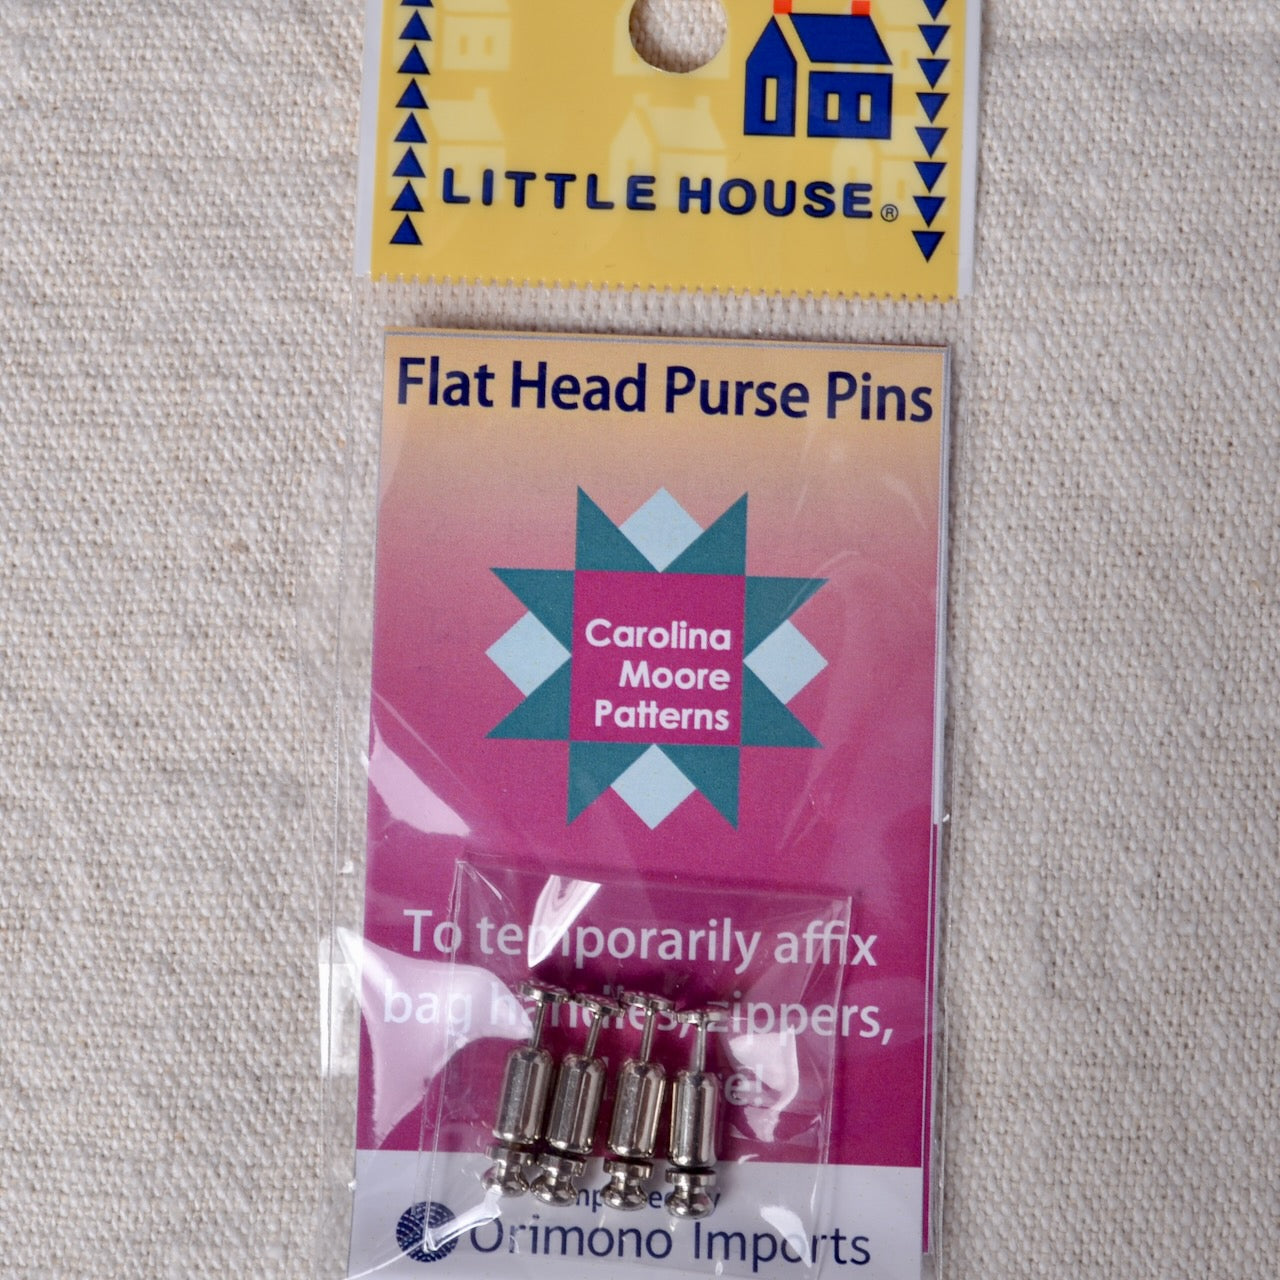 LITTLE HOUSE®
Flat Head Purse Pins
Carolina
Moore
Patterns
To temporarily affix
bag handles, zippers,
Orimono Imports